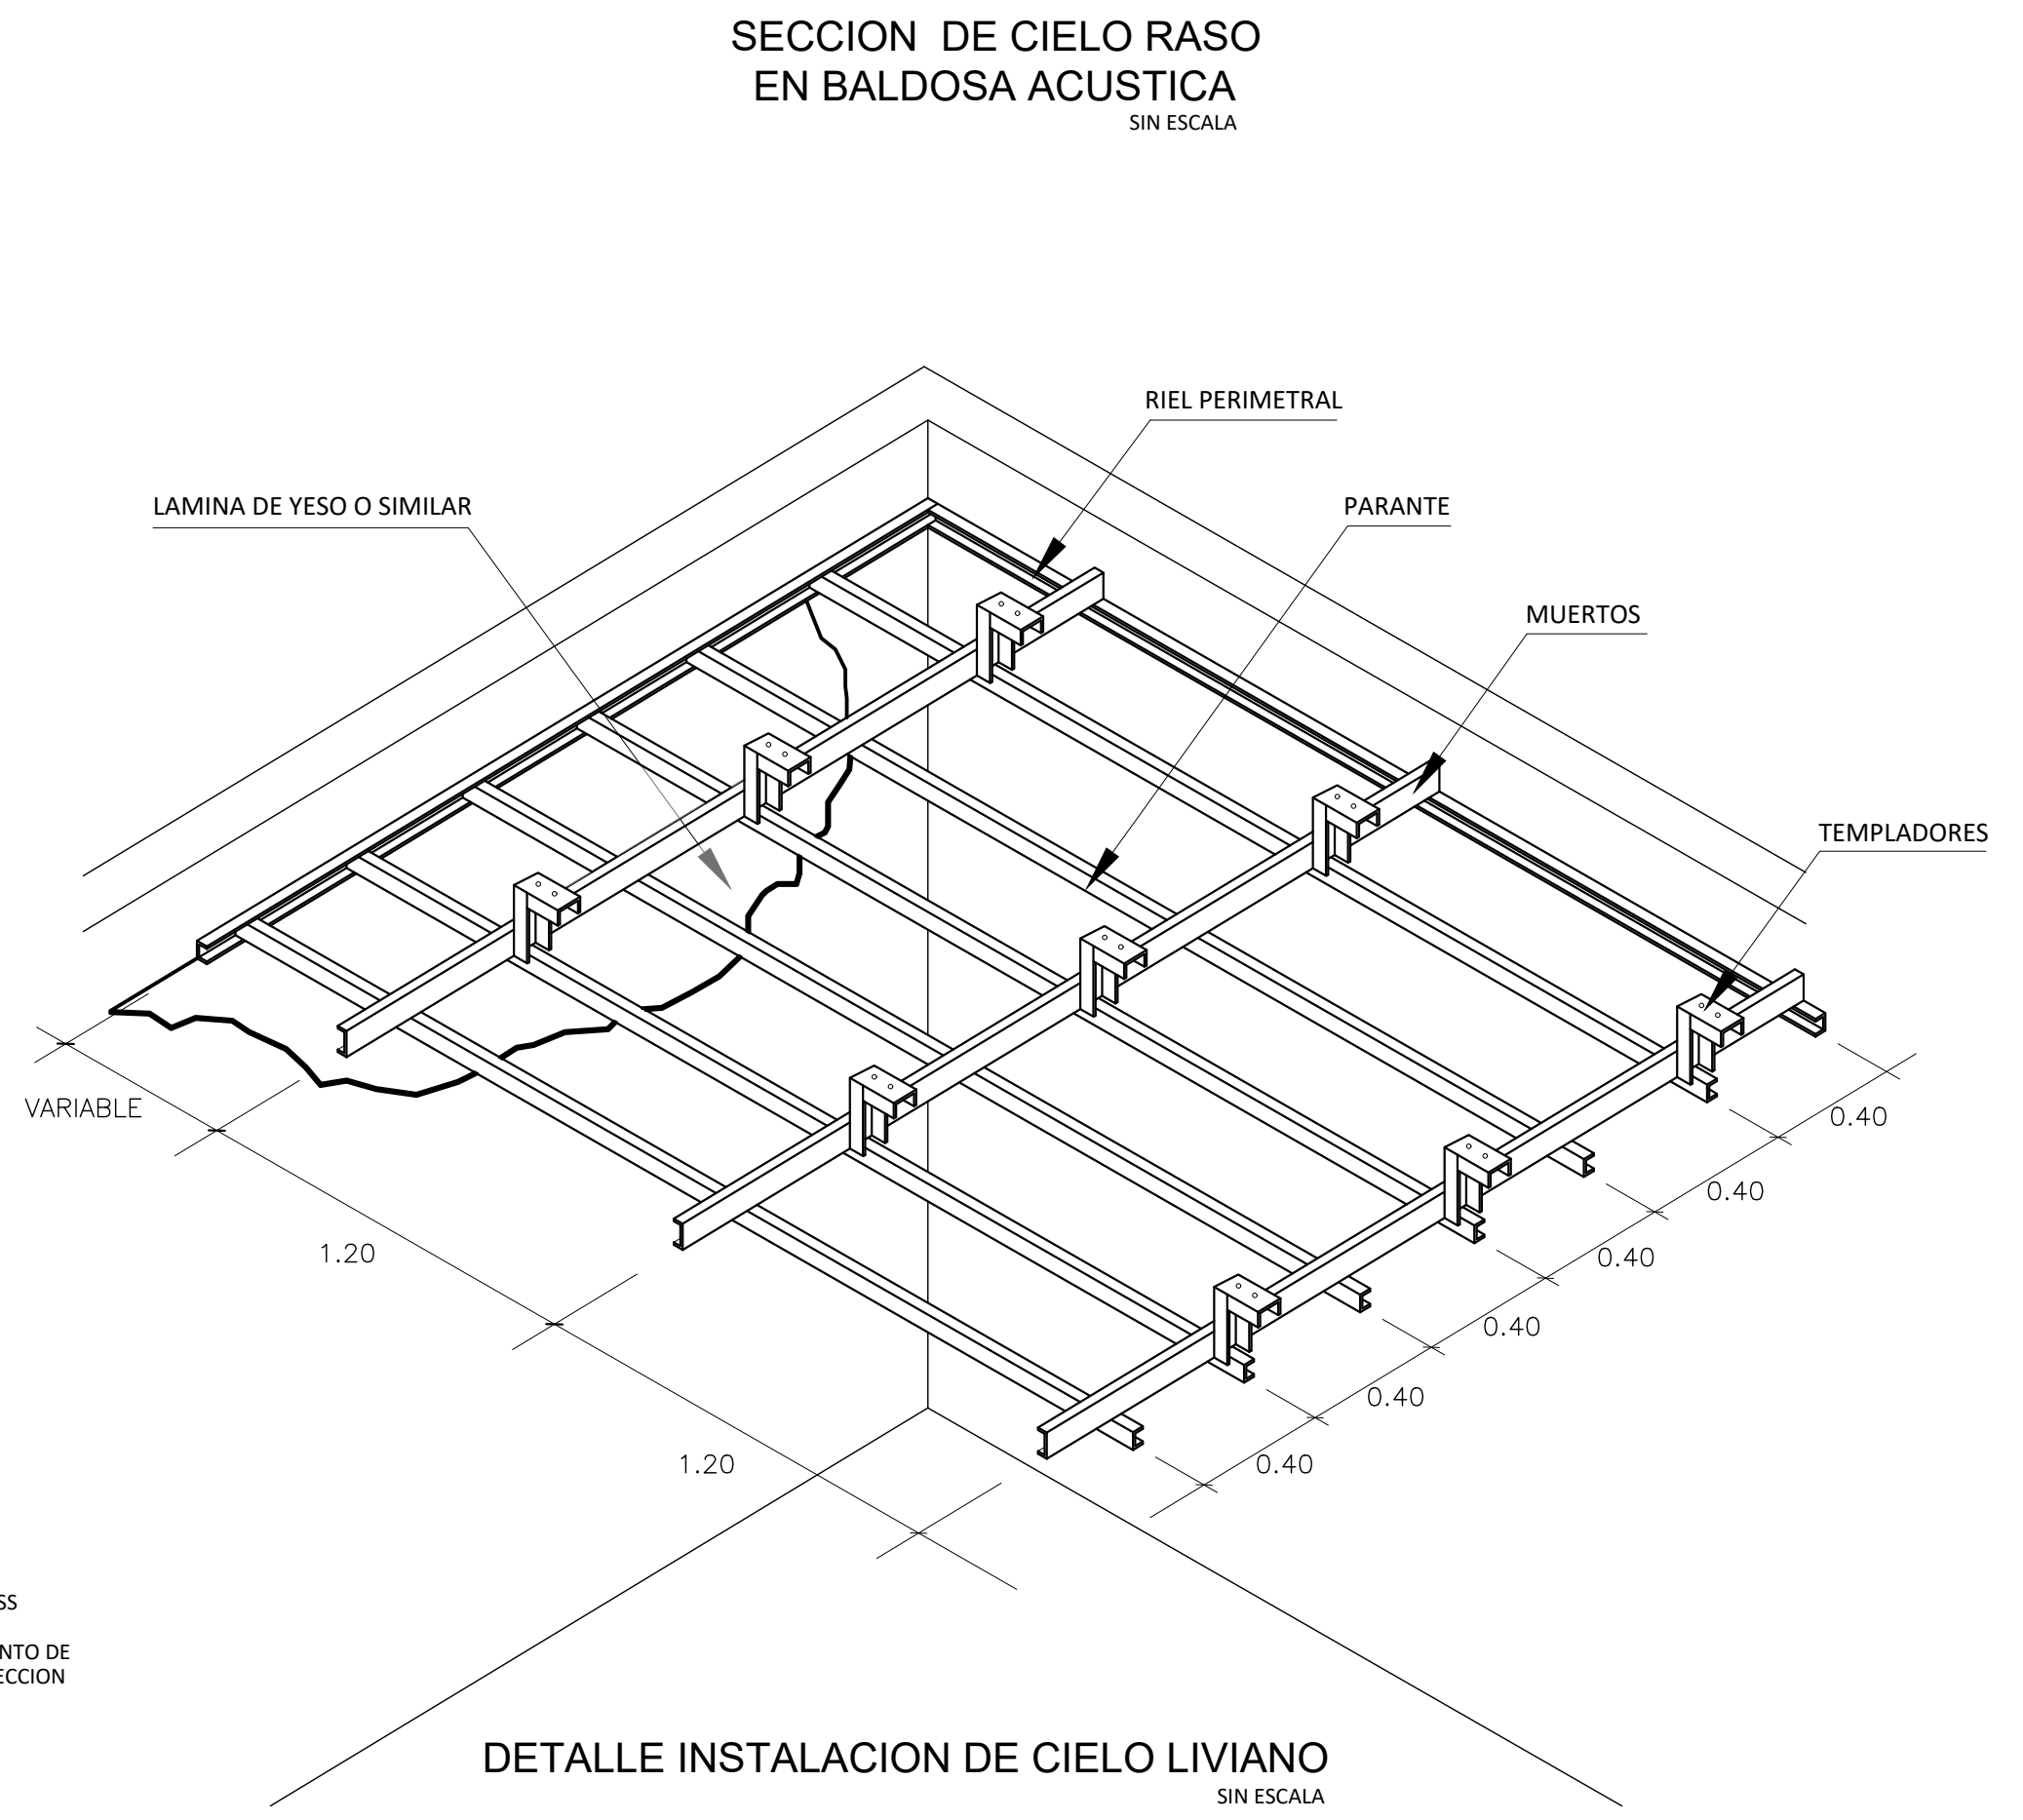 SECCION DE CIELO RASO
EN BALDOSA ACUSTICA
SIN ESCALA
RIEL PERIMETRAL
LAMINA DE YESO O SIMILAR
PARANTE
MUERTOS
TEMPLADORES
VARIABLE
0.40
0.40
1.20
0.40
0.40
0.40
1.20
0.40
SS
NTO DE
ECCION
DETALLE INSTALACION DE CIELO LIVIANO
SIN ESCALA